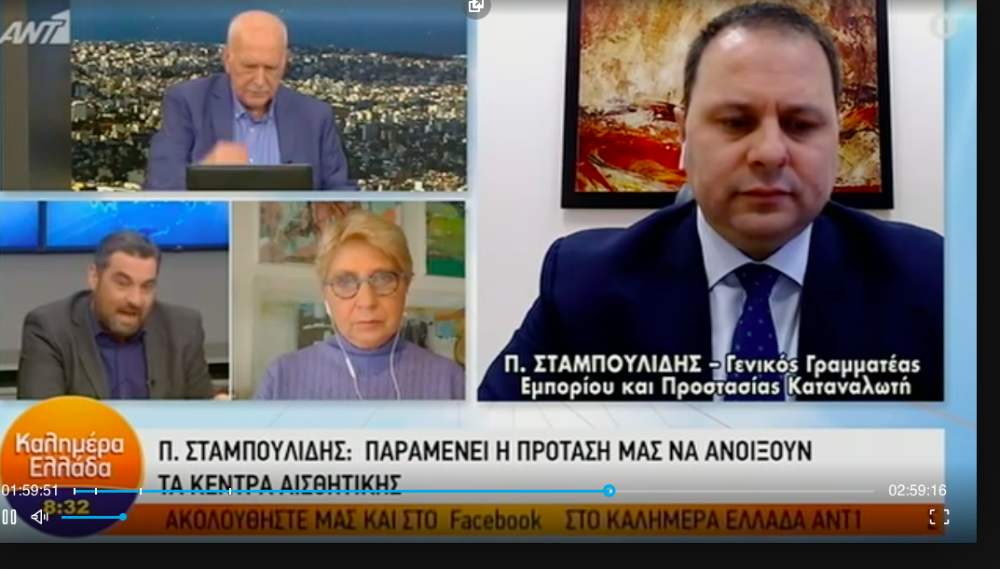 ANT1
Π. ΣΤΑΜΠΟΥΛΙΔΗΣ – Γενικός Γραμματέας
Εμπορίου και Προστασίας Καταναλωτή
Καλημέρα
Ελλάδα
8:32
Π. ΣΤΑΜΠΟΥΛΙΔΗΣ: ΠΑΡΑΜΕΝΕΙ Η ΠΡΟΤΑΣΗ ΜΑΣ ΝΑ ΑΝΟΙΞΟΥΝ
ΤΑ ΚΕΝΤΡΑ ΑΙΣΘΗΤΙΚΗΣ
01:59:51
02:59:16
ΑΚΟΛΟΥΘΗΣΤΕ ΜΑΣ ΚΑΙ ΣΤΟ Facebook ΣΤΟ ΚΑΛΗΜΕΡΑ ΕΛΛΑΔΑ ΑΝΤ1